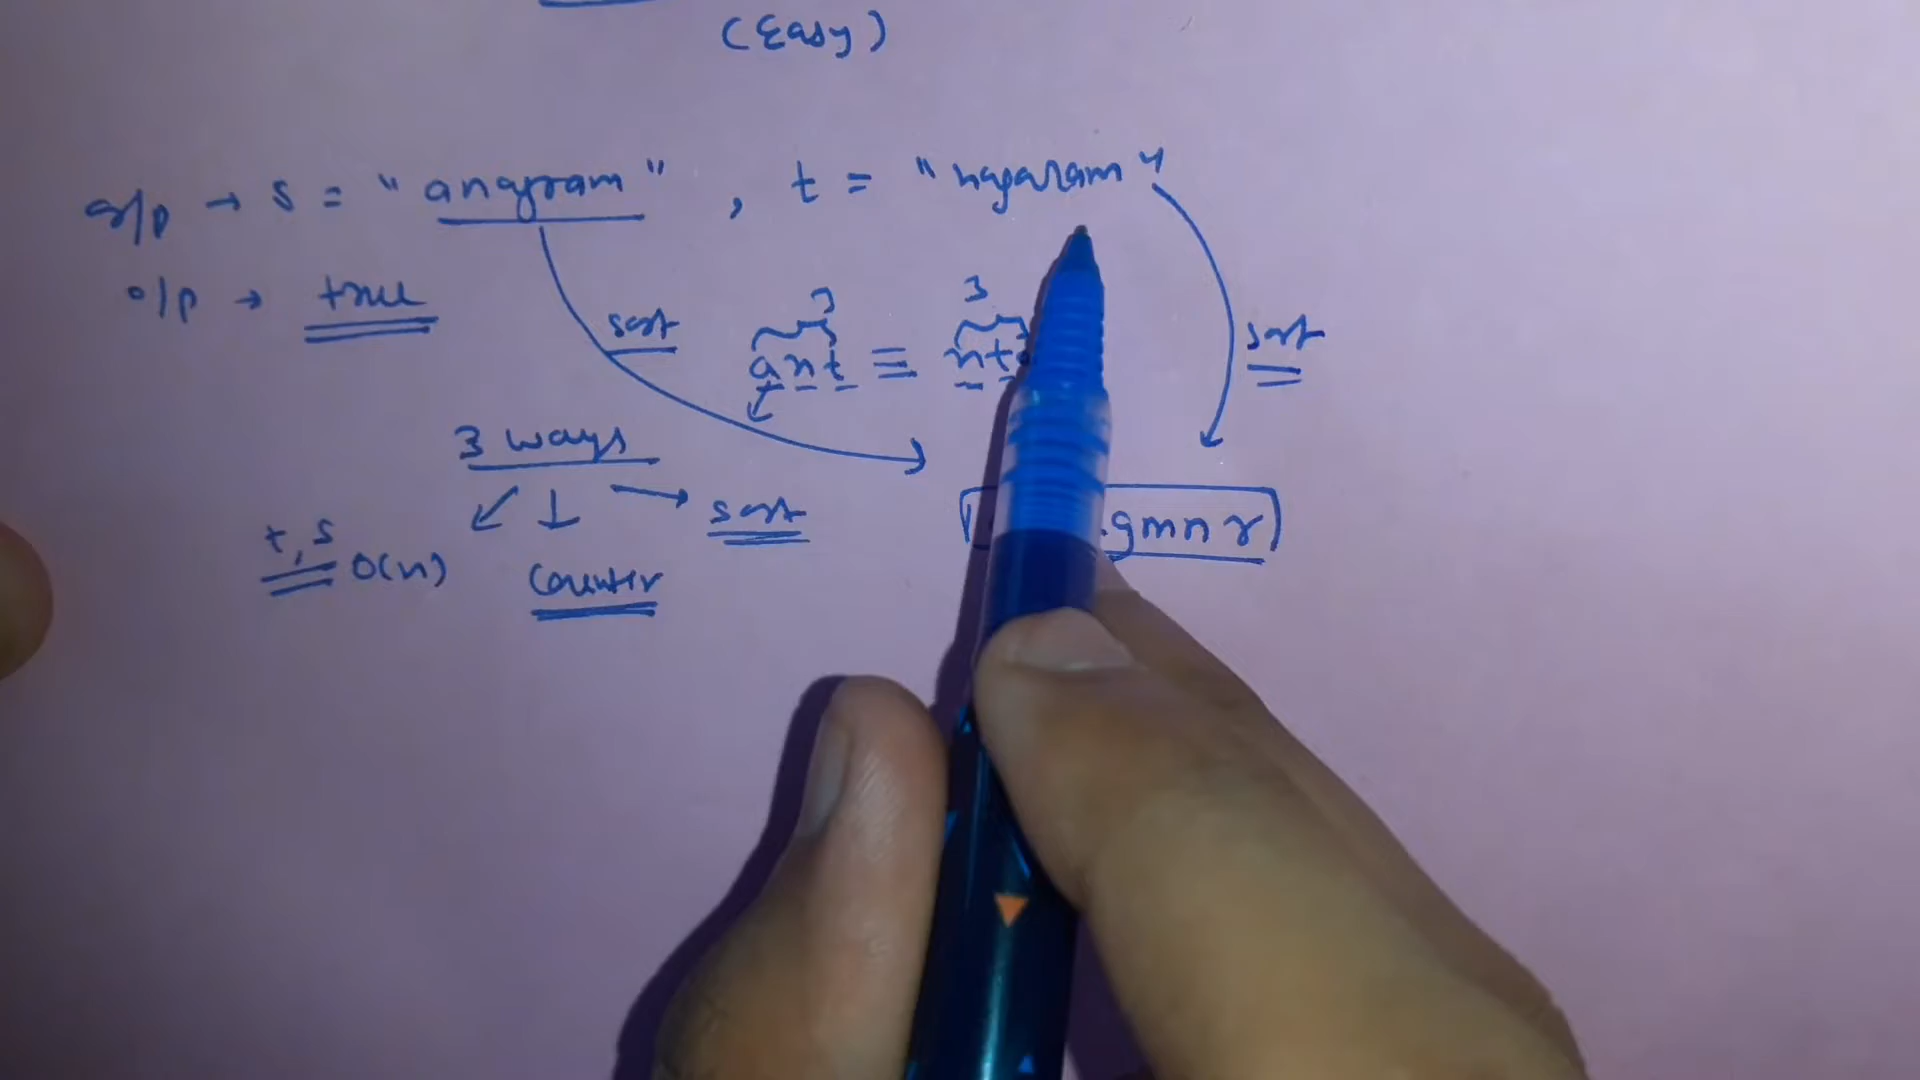 (Easy)
i/p → s = "anagram" , t = "nagaram"
o/p → true
3 3
sort ant ≡ nt sort
3 ways
t, s O(n) counter sort gmnr